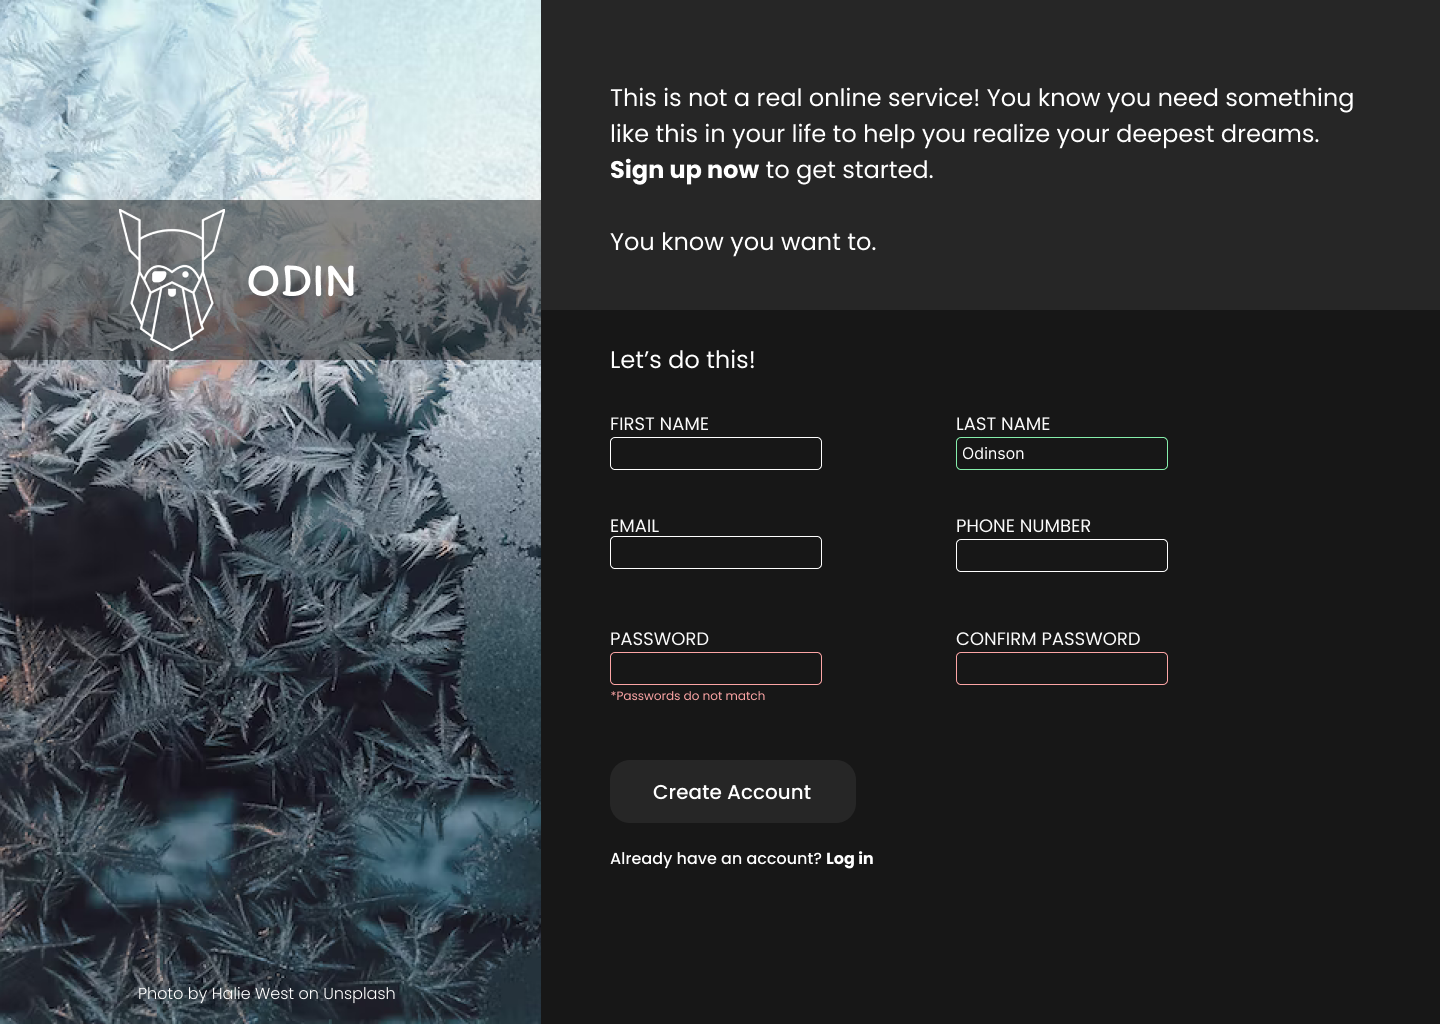 ODIN
Photo by Halie West on Unsplash
This is not a real online service! You know you need something
like this in your life to help you realize your deepest dreams.
Sign up now to get started.
You know you want to.
Let’s do this!
FIRST NAME
LAST NAME
Odinson
EMAIL
PHONE NUMBER
PASSWORD
CONFIRM PASSWORD
*Passwords do not match
Create Account
Already have an account? Log in